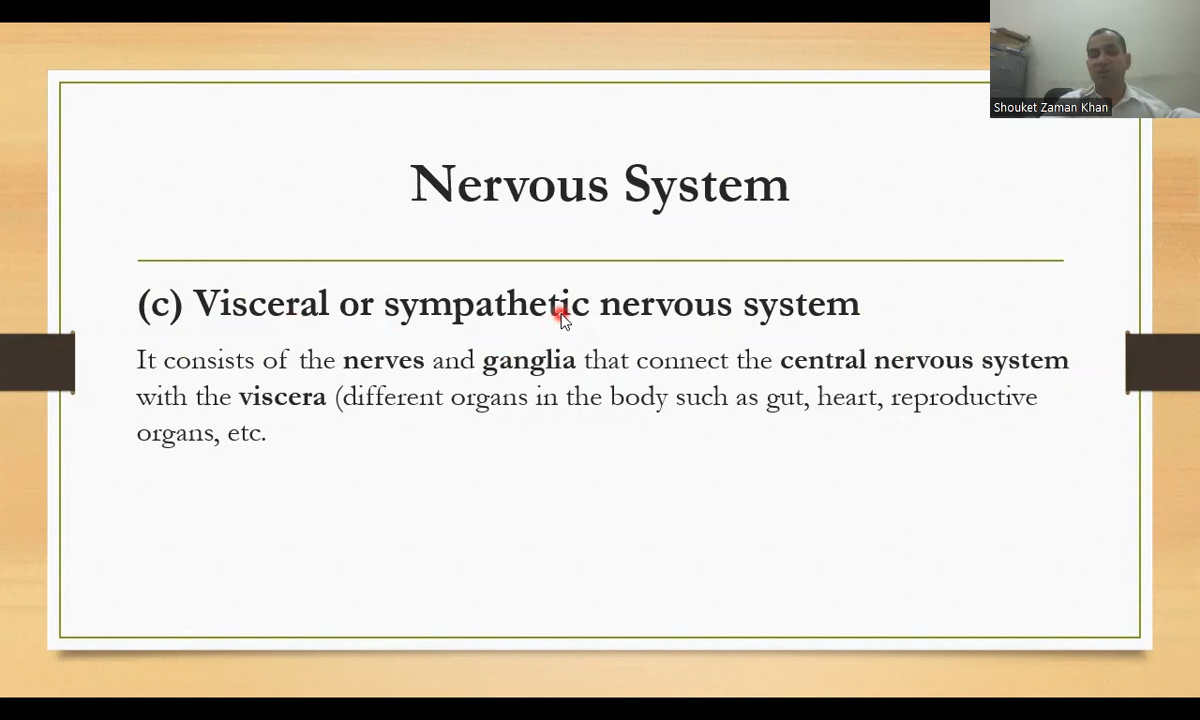 Shouket Zaman Khan
Nervous System
(c) Visceral or sympathetic nervous system
It consists of the nerves and ganglia that connect the central nervous system
with the viscera (different organs in the body such as gut, heart, reproductive
organs, etc.